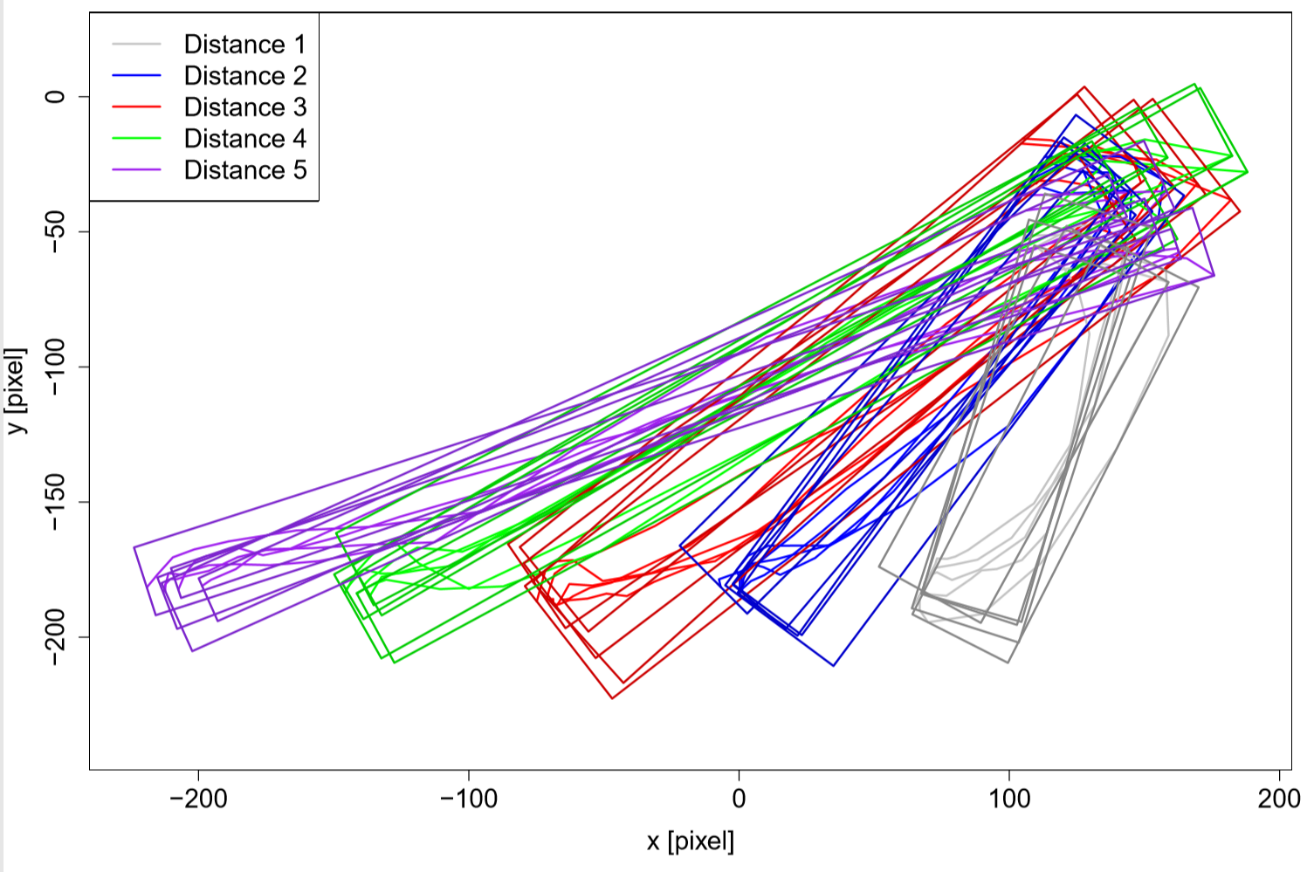 Distance 1
Distance 2
Distance 3
Distance 4
Distance 5
0
−50
−100
−150
−200
y [pixel]
−200
−100
0
100
200
x [pixel]